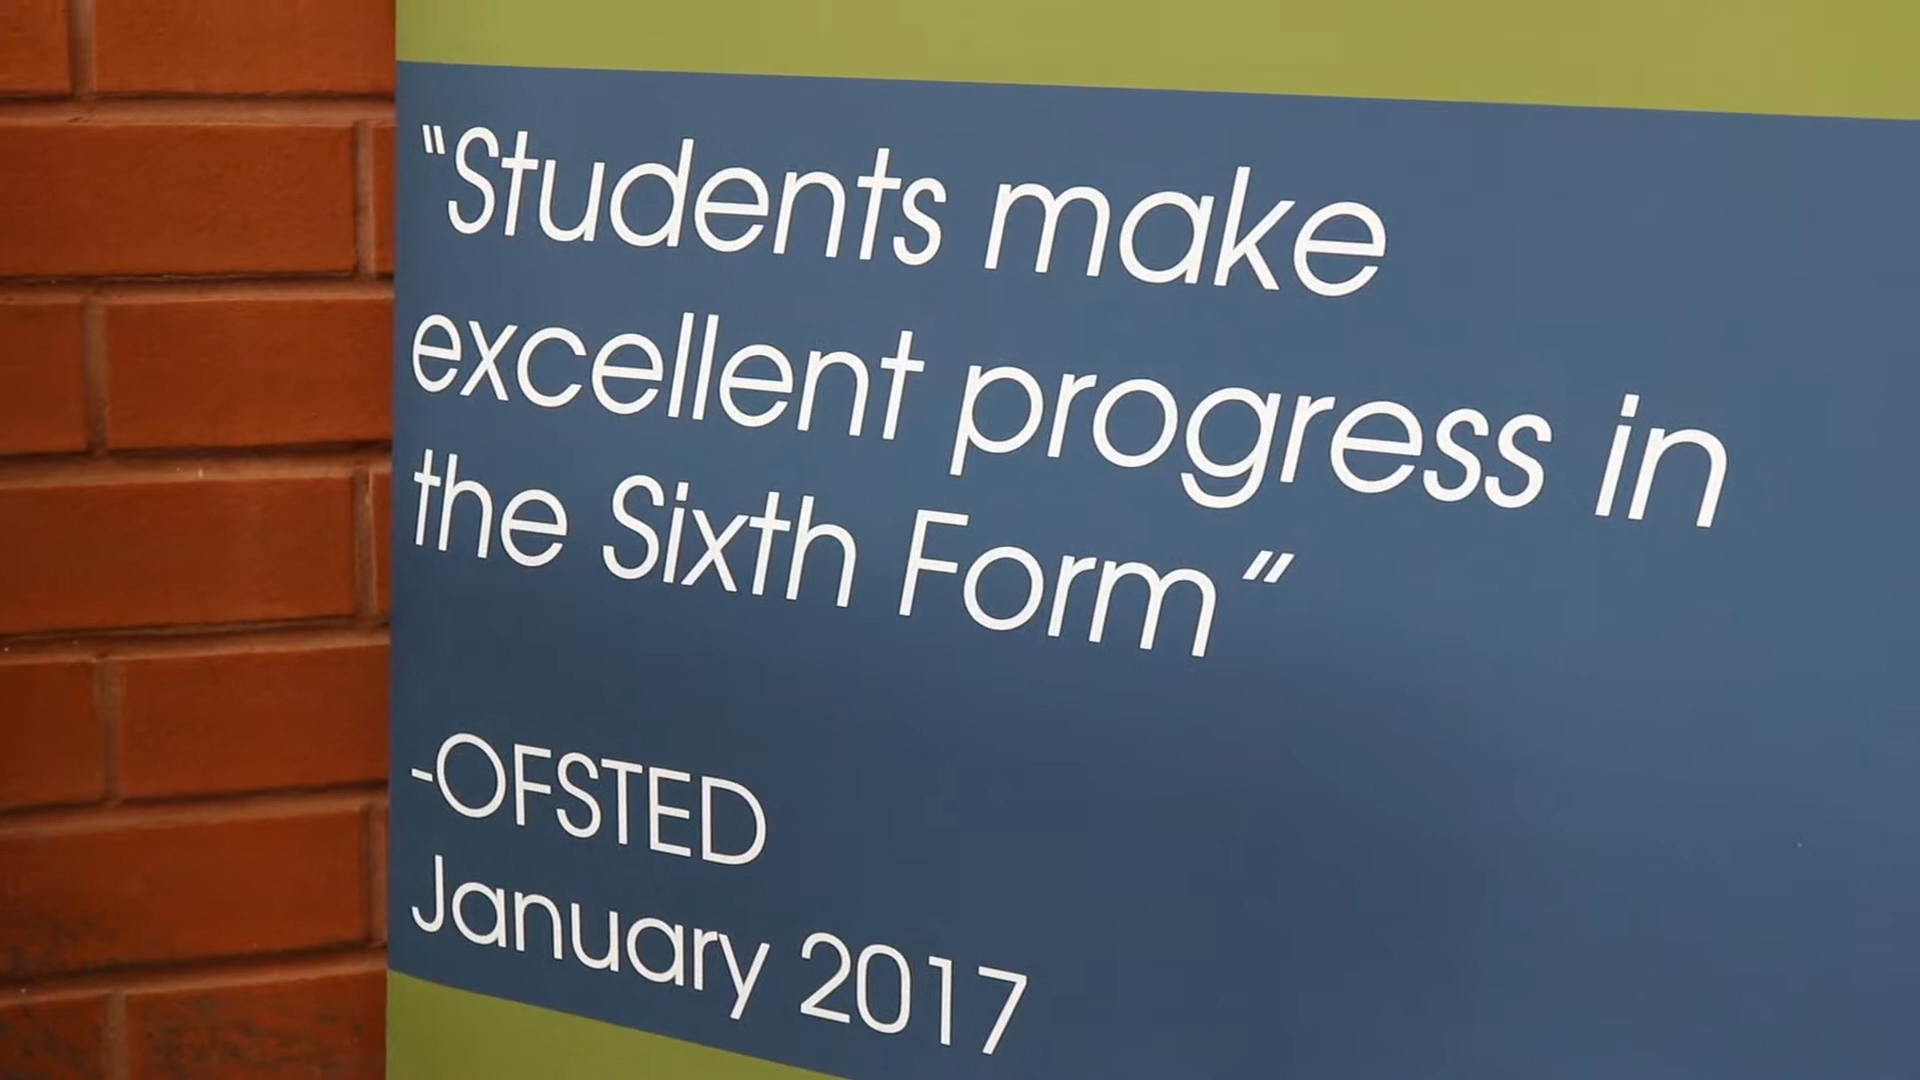 “Students make
excellent progress in
the Sixth Form”
-OFSTED
January 2017